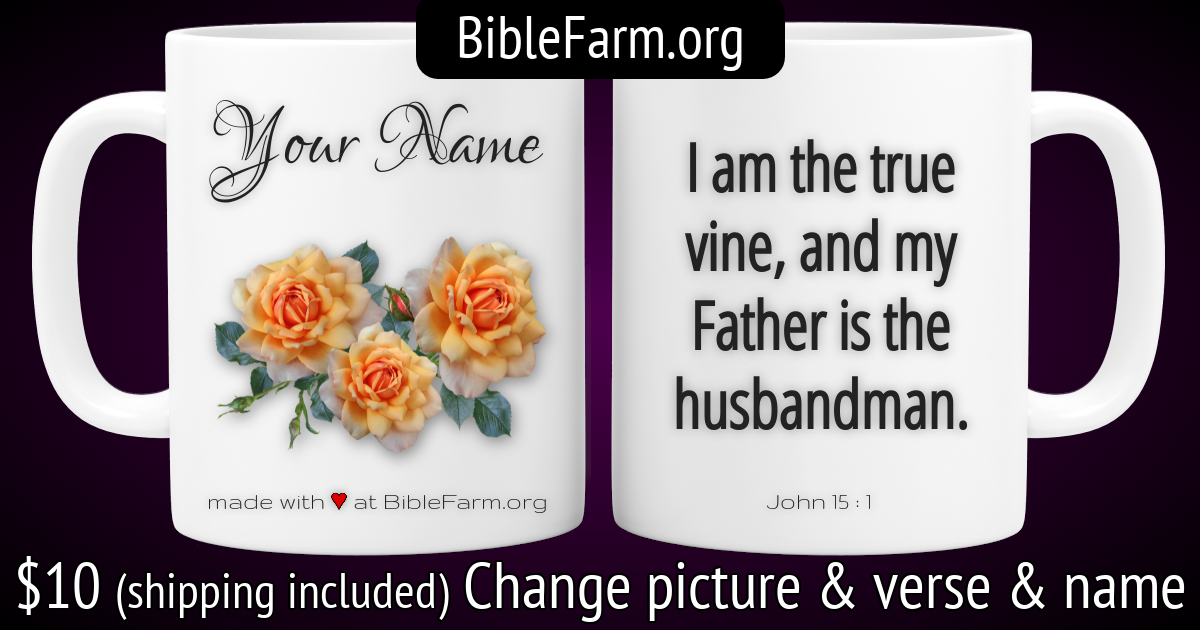 BibleFarm.org
Your Name
made with ♥ at BibleFarm.org
I am the true
vine, and my
Father is the
husbandman.
John 15 : 1
$10 (shipping included) Change picture & verse & name